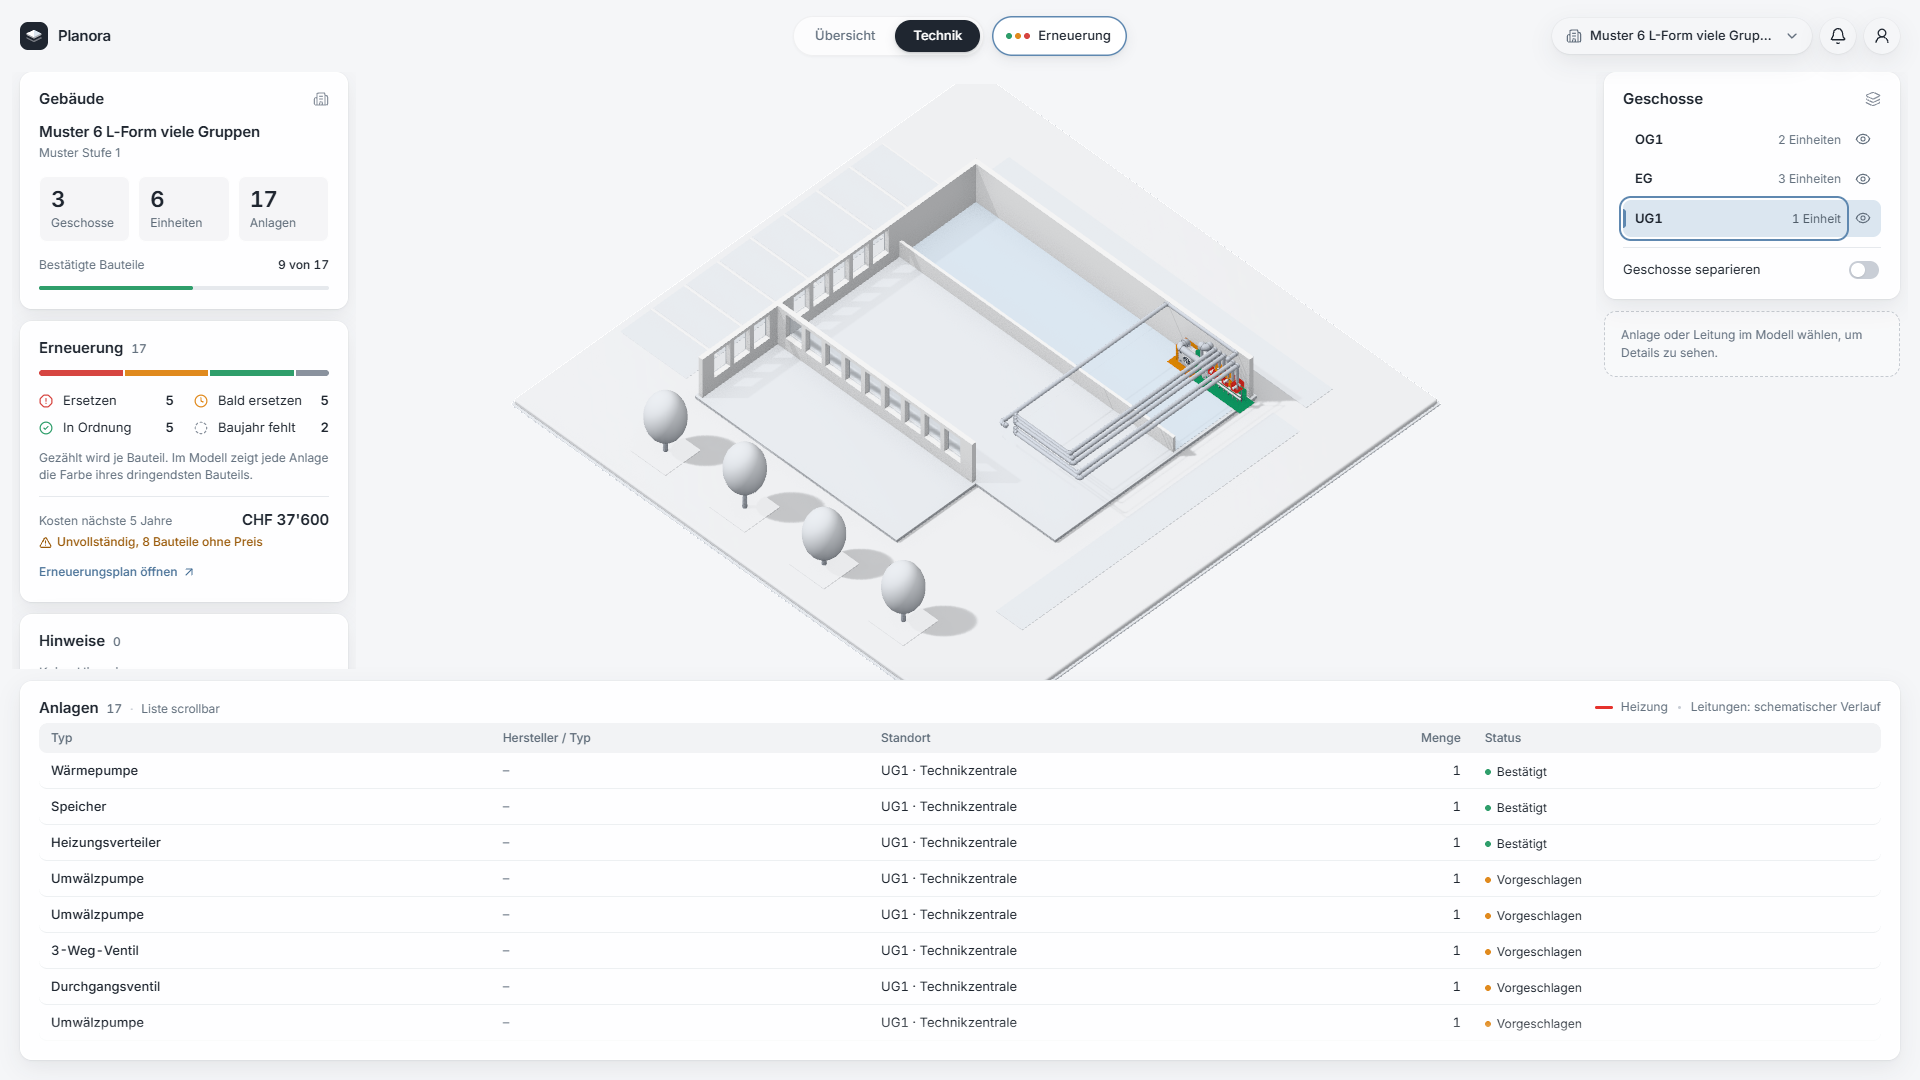 Planora
Übersicht
Technik
Erneuerung
Muster 6 L-Form viele Grup...
Gebäude
Muster 6 L-Form viele Gruppen
Muster Stufe 1
3 Geschosse
6 Einheiten
17 Anlagen
Bestätigte Bauteile 9 von 17
Erneuerung 17
Ersetzen 5 Bald ersetzen 5
In Ordnung 5 Baujahr fehlt 2
Gezählt wird je Bauteil. Im Modell zeigt jede Anlage
die Farbe ihres dringendsten Bauteils.
Kosten nächste 5 Jahre CHF 37'600
Unvollständig, 8 Bauteile ohne Preis
Erneuerungsplan öffnen
Hinweise 0
Geschosse
OG1 2 Einheiten
EG 3 Einheiten
UG1 1 Einheit
Geschosse separieren
Anlage oder Leitung im Modell wählen, um
Details zu sehen.
Anlagen 17 · Liste scrollbar
Heizung • Leitungen: schematischer Verlauf
Typ Hersteller / Typ Standort Menge Status
Wärmepumpe – UG1 · Technikzentrale 1 Bestätigt
Speicher – UG1 · Technikzentrale 1 Bestätigt
Heizungsverteiler – UG1 · Technikzentrale 1 Bestätigt
Umwälzpumpe – UG1 · Technikzentrale 1 Vorgeschlagen
Umwälzpumpe – UG1 · Technikzentrale 1 Vorgeschlagen
3-Weg-Ventil – UG1 · Technikzentrale 1 Vorgeschlagen
Durchgangsventil – UG1 · Technikzentrale 1 Vorgeschlagen
Umwälzpumpe – UG1 · Technikzentrale 1 Vorgeschlagen